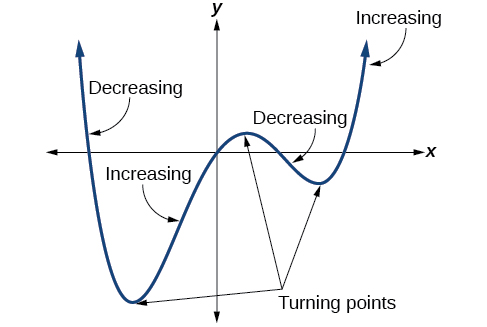 y
Increasing
Decreasing
Decreasing
x
Increasing
Turning points